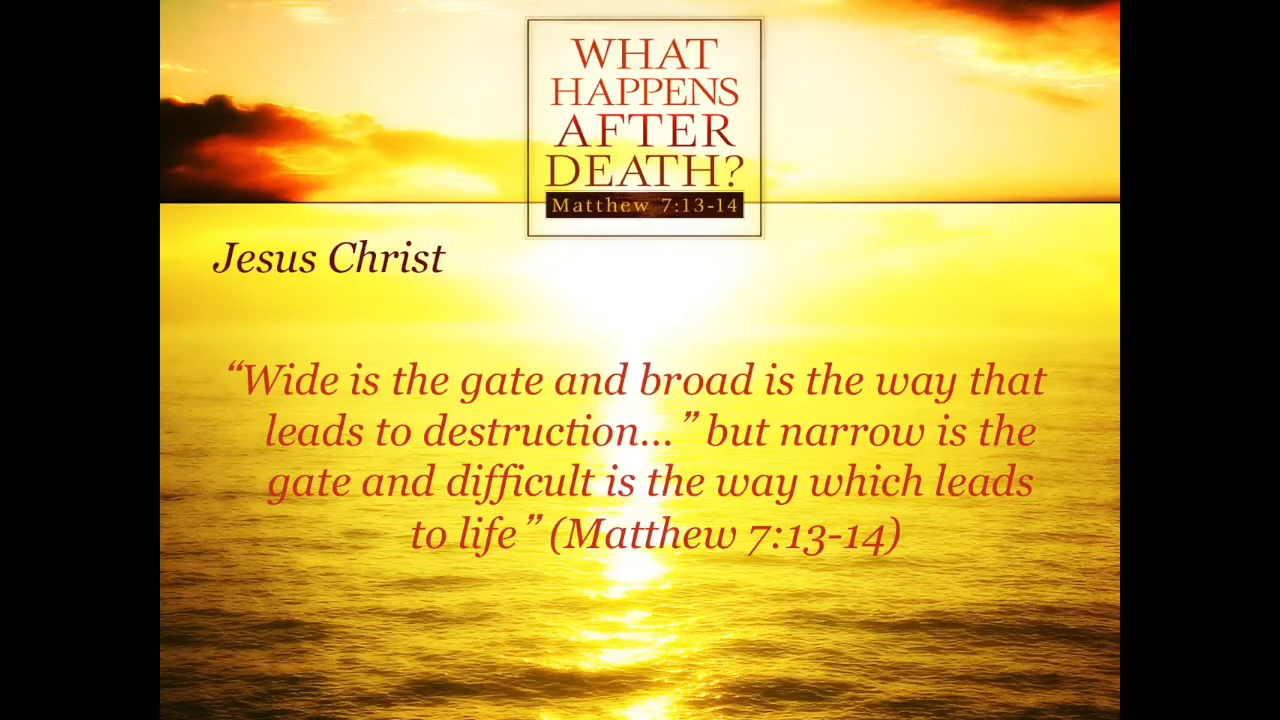 WHAT
HAPPENS
AFTER
DEATH?
Matthew 7:13-14
Jesus Christ
“Wide is the gate and broad is the way that
leads to destruction...” but narrow is the
gate and difficult is the way which leads
to life” (Matthew 7:13-14)